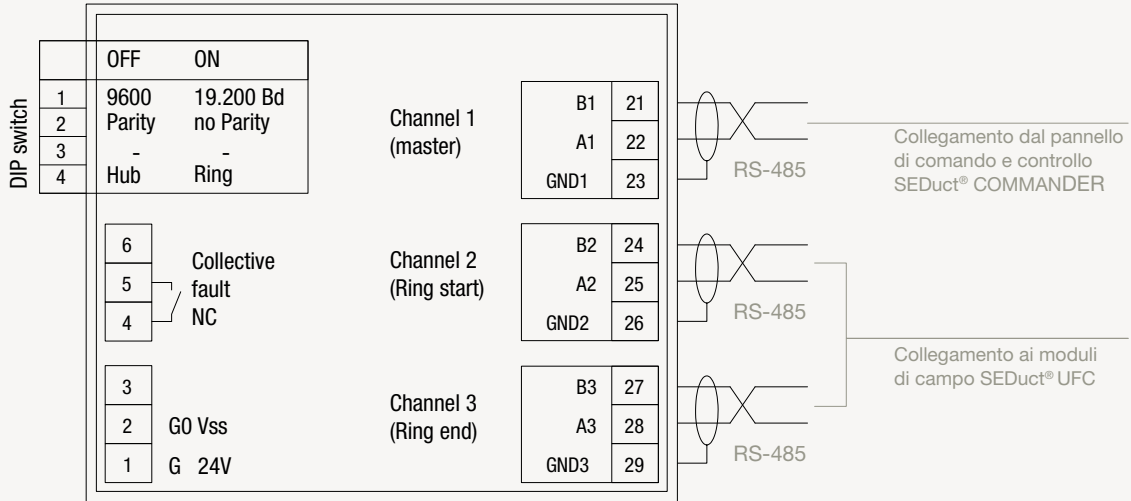 OFF ON
DIP switch
1 9600 19.200 Bd
2 Parity no Parity
3 - -
4 Hub Ring
Channel 1
(master)
B1 21
A1 22
GND1 23
RS-485
Collegamento dal pannello
di comando e controllo
SEDuct® COMMANDER
6
5
4
Collective
fault
NC
Channel 2
(Ring start)
B2 24
A2 25
GND2 26
RS-485
Collegamento ai moduli
di campo SEDuct® UFC
3
2 G0 Vss
1 G 24V
Channel 3
(Ring end)
B3 27
A3 28
GND3 29
RS-485